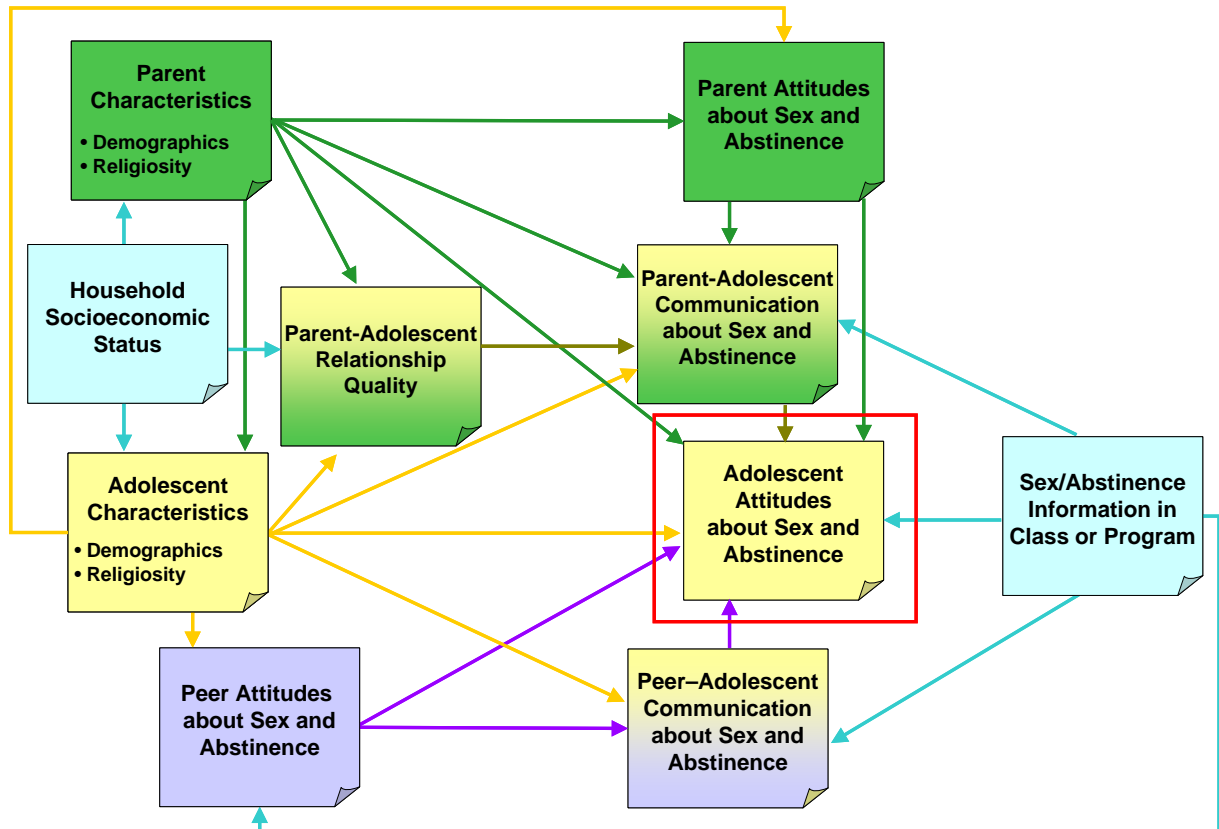 Parent
Characteristics
• Demographics
• Religiosity
Parent Attitudes
about Sex and
Abstinence
Household
Socioeconomic
Status
Parent-Adolescent
Relationship
Quality
Parent-Adolescent
Communication
about Sex and
Abstinence
Adolescent
Characteristics
• Demographics
• Religiosity
Adolescent
Attitudes
about Sex and
Abstinence
Sex/Abstinence
Information in
Class or Program
Peer Attitudes
about Sex and
Abstinence
Peer–Adolescent
Communication
about Sex and
Abstinence